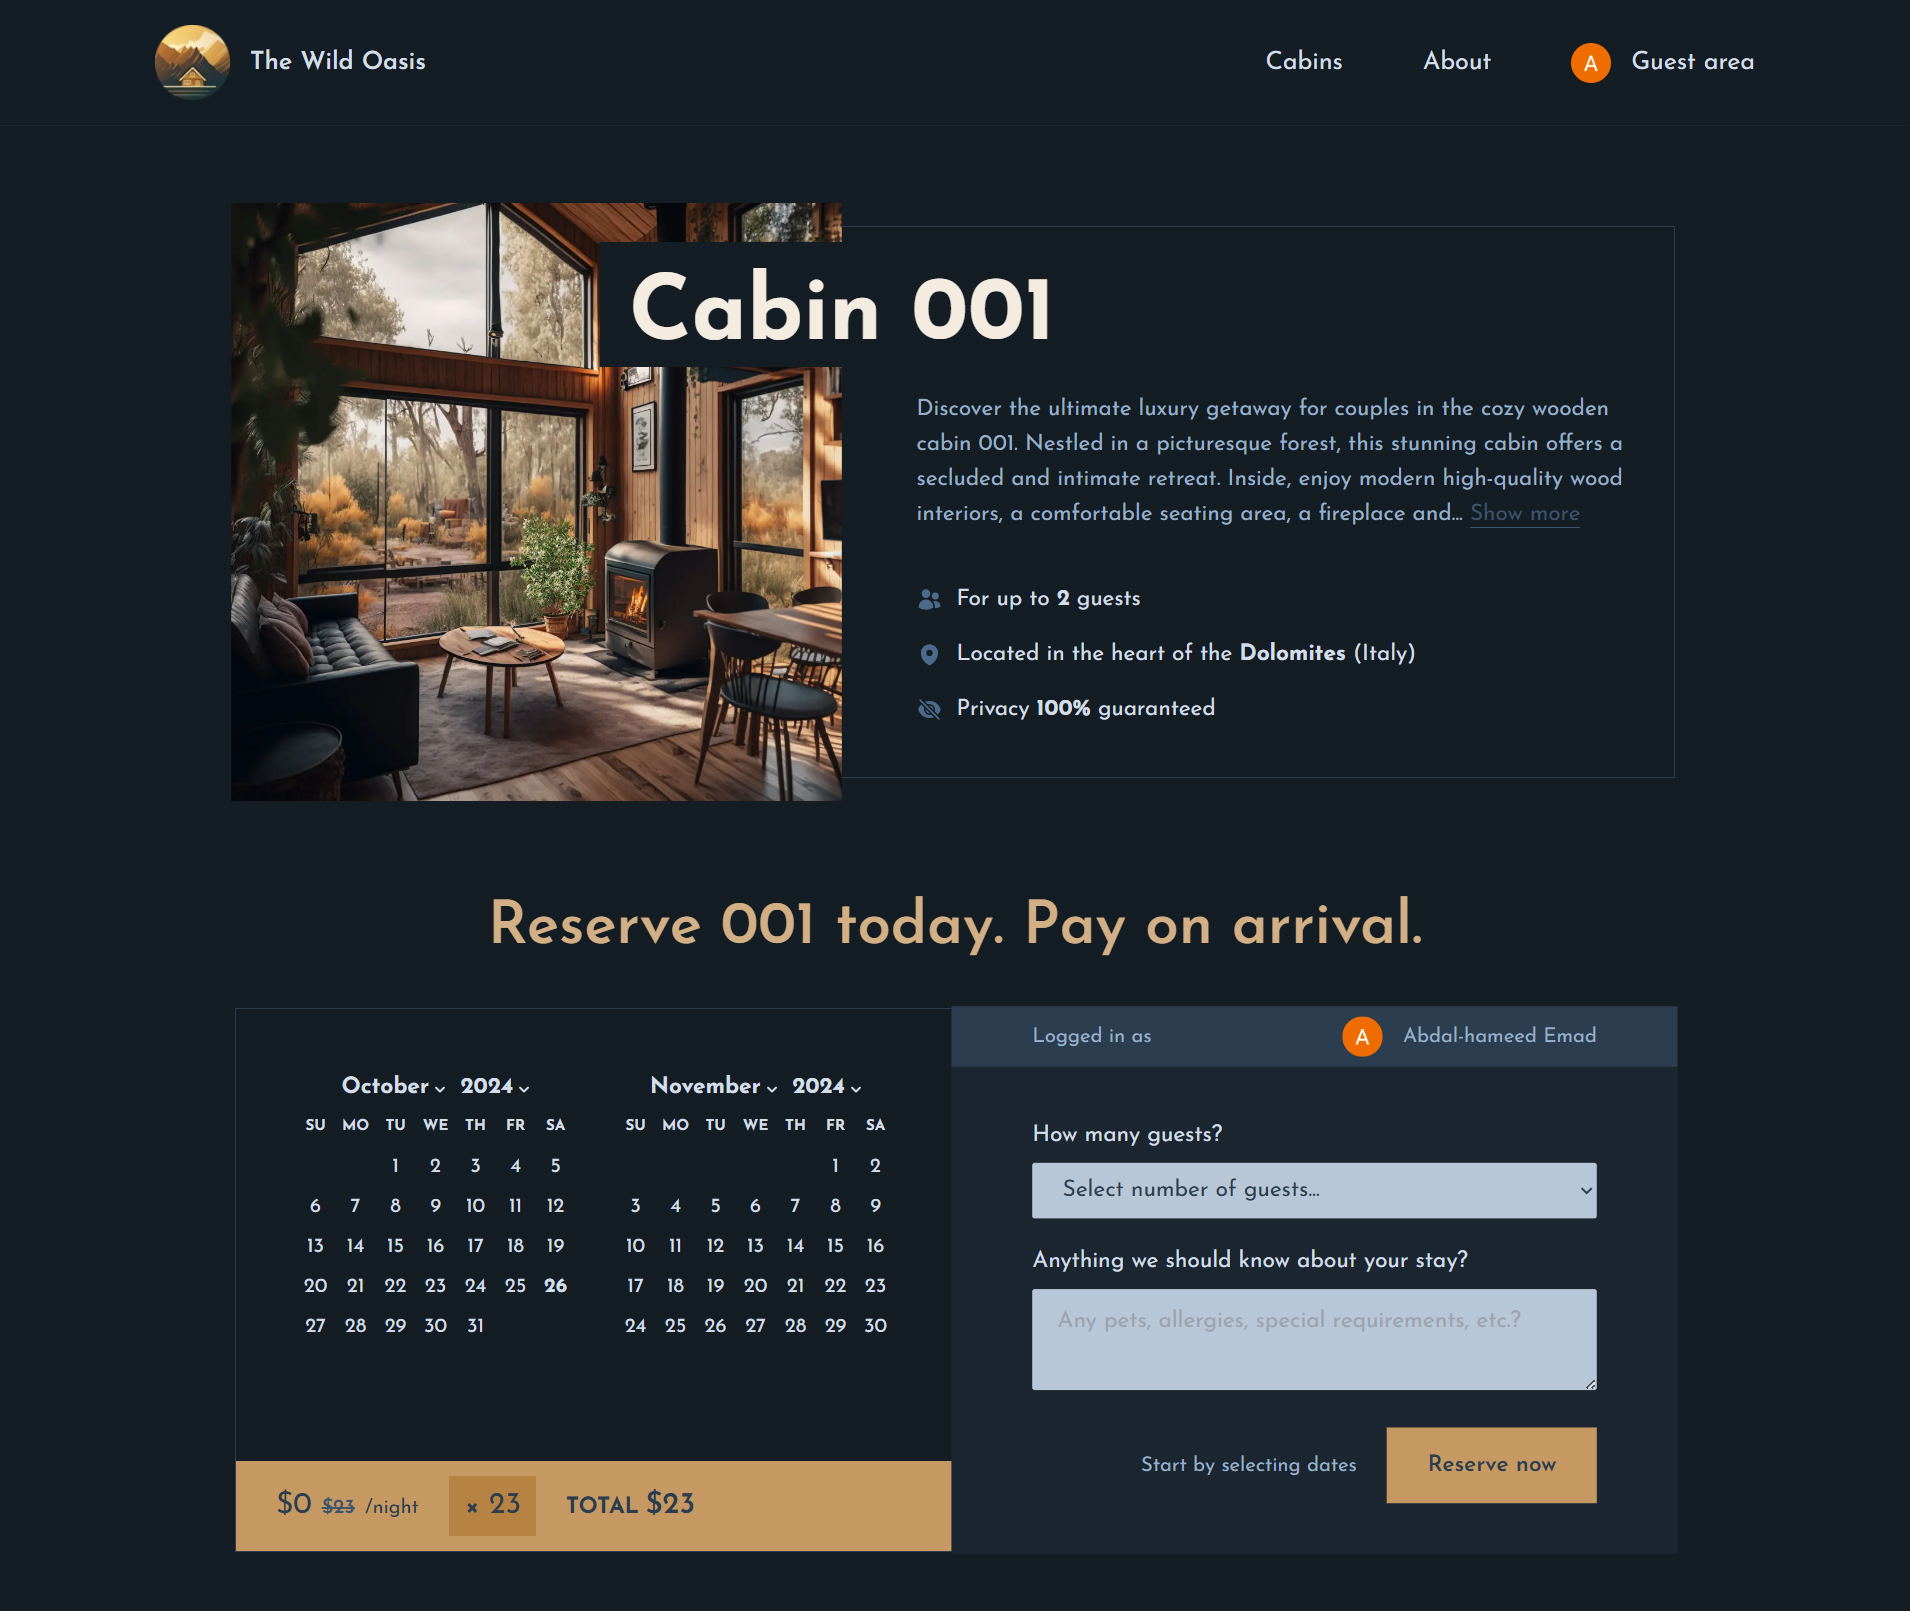 The Wild Oasis
Cabins
About
A
Guest area
Cabin 001
Discover the ultimate luxury getaway for couples in the cozy wooden
cabin 001. Nestled in a picturesque forest, this stunning cabin offers a
secluded and intimate retreat. Inside, enjoy modern high-quality wood
interiors, a comfortable seating area, a fireplace and... Show more
For up to 2 guests
Located in the heart of the Dolomites (Italy)
Privacy 100% guaranteed
Reserve 001 today. Pay on arrival.
October 2024
SU MO TU WE TH FR SA
1 2 3 4 5
6 7 8 9 10 11 12
13 14 15 16 17 18 19
20 21 22 23 24 25 26
27 28 29 30 31
November 2024
SU MO TU WE TH FR SA
1 2
3 4 5 6 7 8 9
10 11 12 13 14 15 16
17 18 19 20 21 22 23
24 25 26 27 28 29 30
$0 $23 /night × 23 TOTAL $23
Logged in as A Abdal-hameed Emad
How many guests?
Select number of guests...
Anything we should know about your stay?
Any pets, allergies, special requirements, etc.?
Start by selecting dates
Reserve now